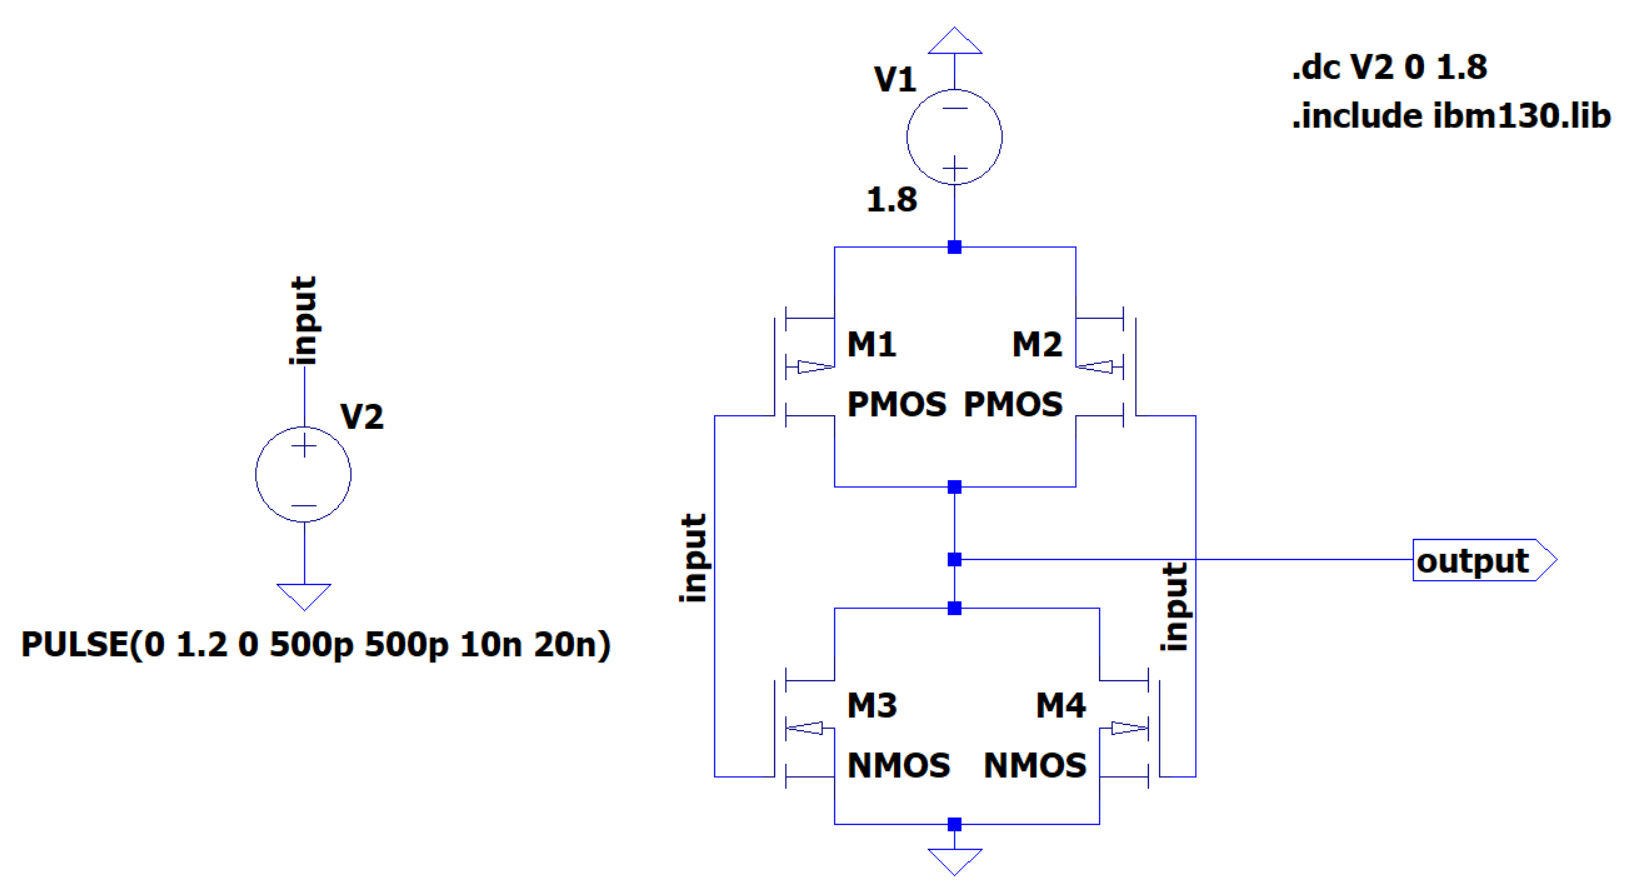 .dc V2 0 1.8
.include ibm130.lib
V1
1.8
input
V2
PULSE(0 1.2 0 500p 500p 10n 20n)
M1
M2
PMOS
PMOS
input
output
input
M3
M4
NMOS
NMOS